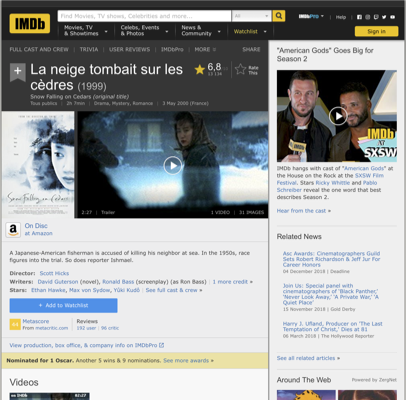 IMDb
Find Movies, TV shows, Celebrities and more...
All
Movies, TV
& Showtimes
Celebs, Events
& Photos
News &
Community
Watchlist
IMDbPro
Help
Sign in
FULL CAST AND CREW | TRIVIA | USER REVIEWS | IMDbPro | MORE
SHARE
La neige tombait sur les
cèdres (1999)
6,8
Rate
This
Snow Falling on Cedars (original title)
Tous publics | 2h 7min | Drama, Mystery, Romance | 3 May 2000 (France)
Snow Falling on Cedars
2:27 | Trailer
1 VIDEO | 31 IMAGES
On Disc
at Amazon
A Japanese-American fisherman is accused of killing his neighbor at sea. In the 1950s, race
figures into the trial. So does reporter Ishmael.
Director: Scott Hicks
Writers: David Guterson (novel), Ronald Bass (screenplay) (as Ron Bass) | 1 more credit »
Stars: Ethan Hawke, Max von Sydow, Yûki Kudô | See full cast & crew »
+ Add to Watchlist
Metascore
From metacritic.com
Reviews
192 user | 96 critic
View production, box office, & company info on IMDbPro
Nominated for 1 Oscar. Another 5 wins & 9 nominations. See more awards »
Videos
"American Gods" Goes Big for
Season 2
IMDb
AT
SXSW
IMDb hangs with cast of "American Gods" at
the House on the Rock at the SXSW Film
Festival. Stars Ricky Whittle and Pablo
Schreiber reveal the one word that best
describes Season 2.
Hear from the cast »
Related News
Asc Awards: Cinematographers Guild
Sets Robert Richardson & Jeff Jur For
Career Honors
04 December 2018 | Deadline
Join Us: Special panel with
cinematographers of 'Black Panther,'
'Never Look Away,' 'A Private War,' 'A
Quiet Place'
15 November 2018 | Gold Derby
Harry J. Ufland, Producer on 'The Last
Temptation of Christ,' Dies at 81
06 March 2018 | The Hollywood Reporter
See all related articles »
Around The Web
Powered by ZergNet